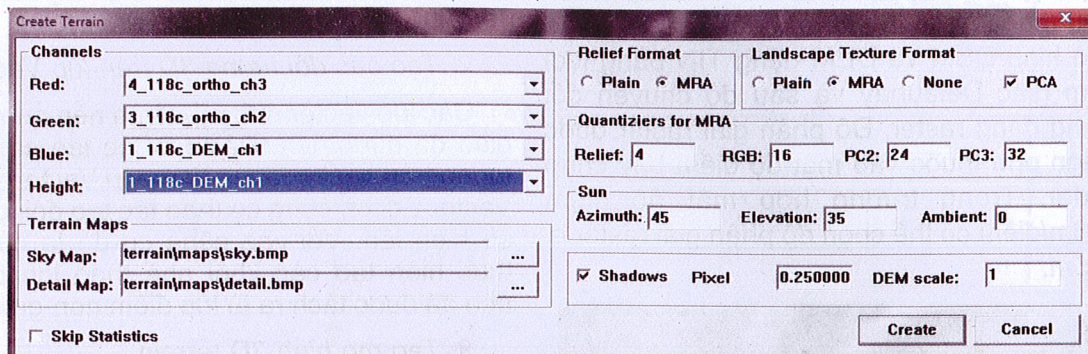 Create Terrain
Channels
Red: 4_118c_ortho_ch3
Green: 3_118c_ortho_ch2
Blue: 1_118c_DEM_ch1
Height: 1_118c_DEM_ch1
Terrain Maps
Sky Map: terrain\maps\sky.bmp ...
Detail Map: terrain\maps\detail.bmp ...
Skip Statistics
Relief Format
Plain MRA
Landscape Texture Format
Plain MRA None PCA
Quantiziers for MRA
Relief: 4 RGB: 16 PC2: 24 PC3: 32
Sun
Azimuth: 45 Elevation: 35 Ambient: 0
Shadows Pixel 0.250000 DEM scale: 1
Create Cancel